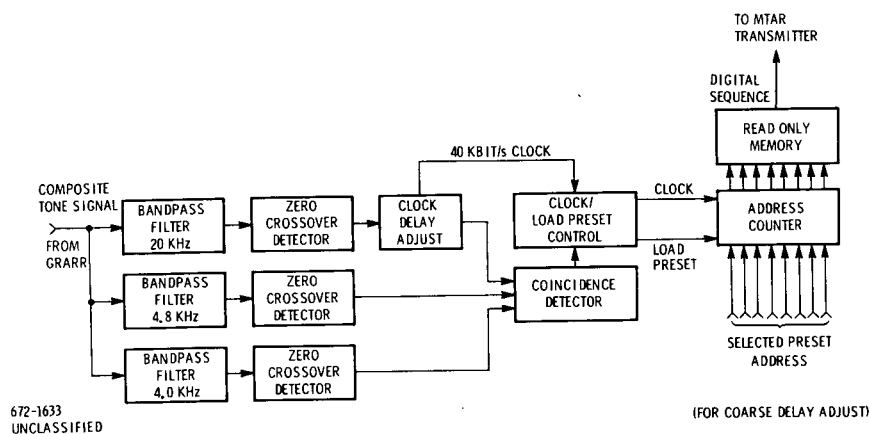 TO MTAR
TRANSMITTER
DIGITAL
SEQUENCE
READ ONLY
MEMORY
40 KBIT/s CLOCK
COMPOSITE
TONE SIGNAL
FROM GRARR
BANDPASS
FILTER
20 KHz
ZERO
CROSSOVER
DETECTOR
CLOCK
DELAY
ADJUST
CLOCK/
LOAD PRESET
CONTROL
CLOCK
LOAD
PRESET
ADDRESS
COUNTER
BANDPASS
FILTER
4.8 KHz
ZERO
CROSSOVER
DETECTOR
COINCIDENCE
DETECTOR
BANDPASS
FILTER
4.0 KHz
ZERO
CROSSOVER
DETECTOR
SELECTED PRESET
ADDRESS
672-1633
UNCLASSIFIED
(FOR COARSE DELAY ADJUST)